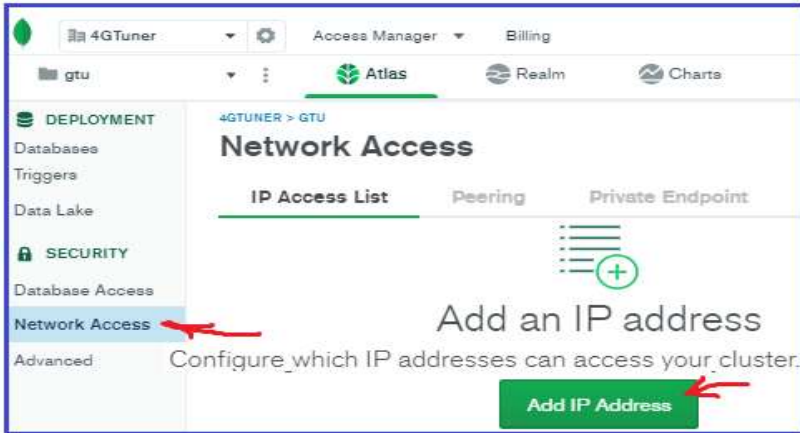 4GTuner Access Manager Billing
gtu Atlas Realm Charts
DEPLOYMENT
Databases
Triggers
Data Lake
SECURITY
Database Access
Network Access
Advanced
4GTUNER > GTU
Network Access
IP Access List Peering Private Endpoint
Add an IP address
Configure which IP addresses can access your cluster.
Add IP Address